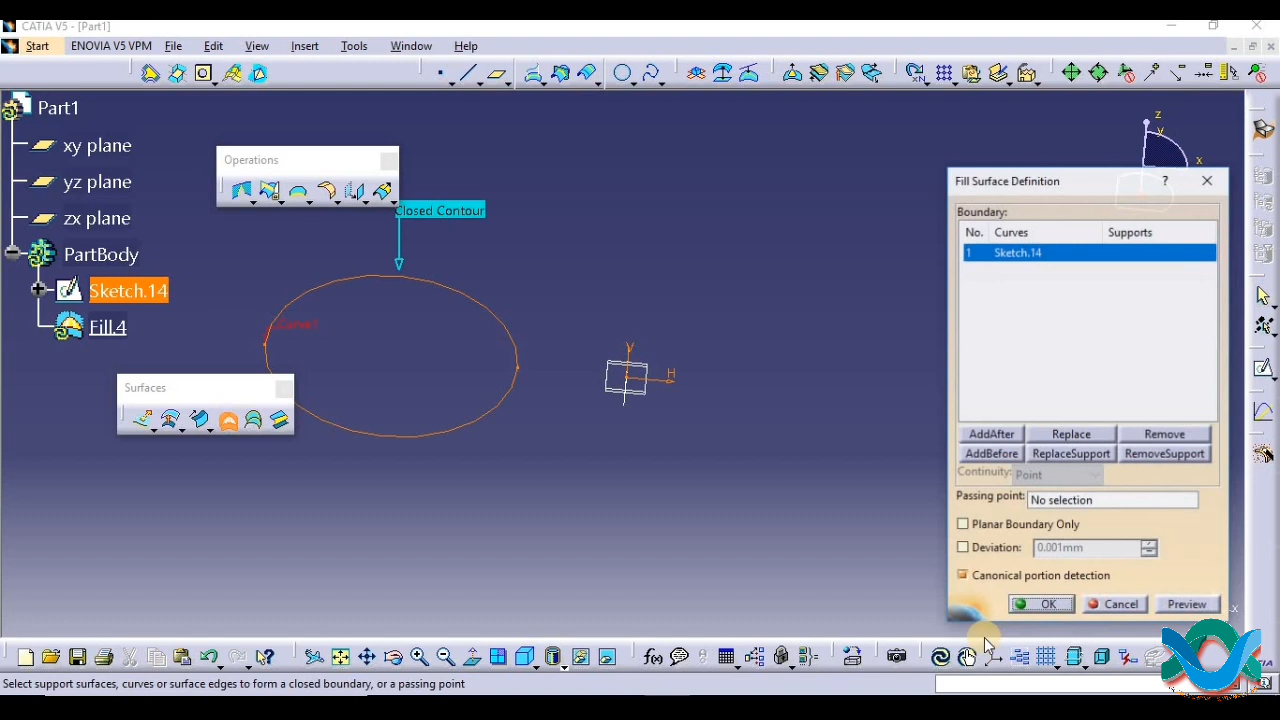 CATIA V5 - [Part1]
Start ENOVIA V5 VPM File Edit View Insert Tools Window Help
Part1
xy plane
yz plane
zx plane
PartBody
Sketch.14
Fill.4
Operations
Closed Contour
Surfaces
V
H
z
y
x
Fill Surface Definition ?
Boundary:
No. Curves Supports
1 Sketch.14
AddAfter Replace Remove
AddBefore ReplaceSupport RemoveSupport
Continuity: Point
Passing point: No selection
Planar Boundary Only
Deviation: 0.001mm
Canonical portion detection
OK Cancel Preview
Select support surfaces, curves or surface edges to form a closed boundary, or a passing point